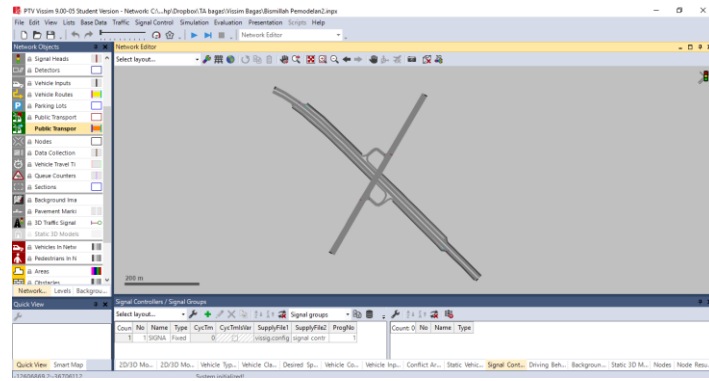 PTV Vissim 9.00-05 Student Version - Network: C:\...hp\Dropbox\TA bagas\Vissim Bagas\Bismillah Pemodelan2.inpx
File Edit View Lists Base Data Traffic Signal Control Simulation Evaluation Presentation Scripts Help
Network Editor
Network Objects
Network Editor
Select layout...
Signal Heads
Detectors
Vehicle Inputs
Vehicle Routes
Parking Lots
Public Transport
Public Transpor
Nodes
Data Collection
Vehicle Travel Ti
Queue Counters
Sections
Background Ima
Pavement Marki
3D Traffic Signal
Static 3D Models
Vehicles In Netw
Pedestrians In N
Areas
Obstacles
200 m
Network... Levels Backgrou...
Quick View
Signal Controllers / Signal Groups
Select layout...
Signal groups
Coun No Name Type CycTm CycTmIsVar SupplyFile1 SupplyFile2 ProgNo
1 1 SIGNA Fixed 0 vissig.config signal contr 1
Count: 0 No Name Type
Quick View Smart Map
2D/3D Mo... 2D/3D Mo... Vehicle Typ... Vehicle Cla... Desired Sp... Vehicle Co... Vehicle Inp... Conflict Ar... Static Vehic... Signal Cont... Driving Beh... Backgroun... Static 3D M... Nodes Node Resu
System initialized!